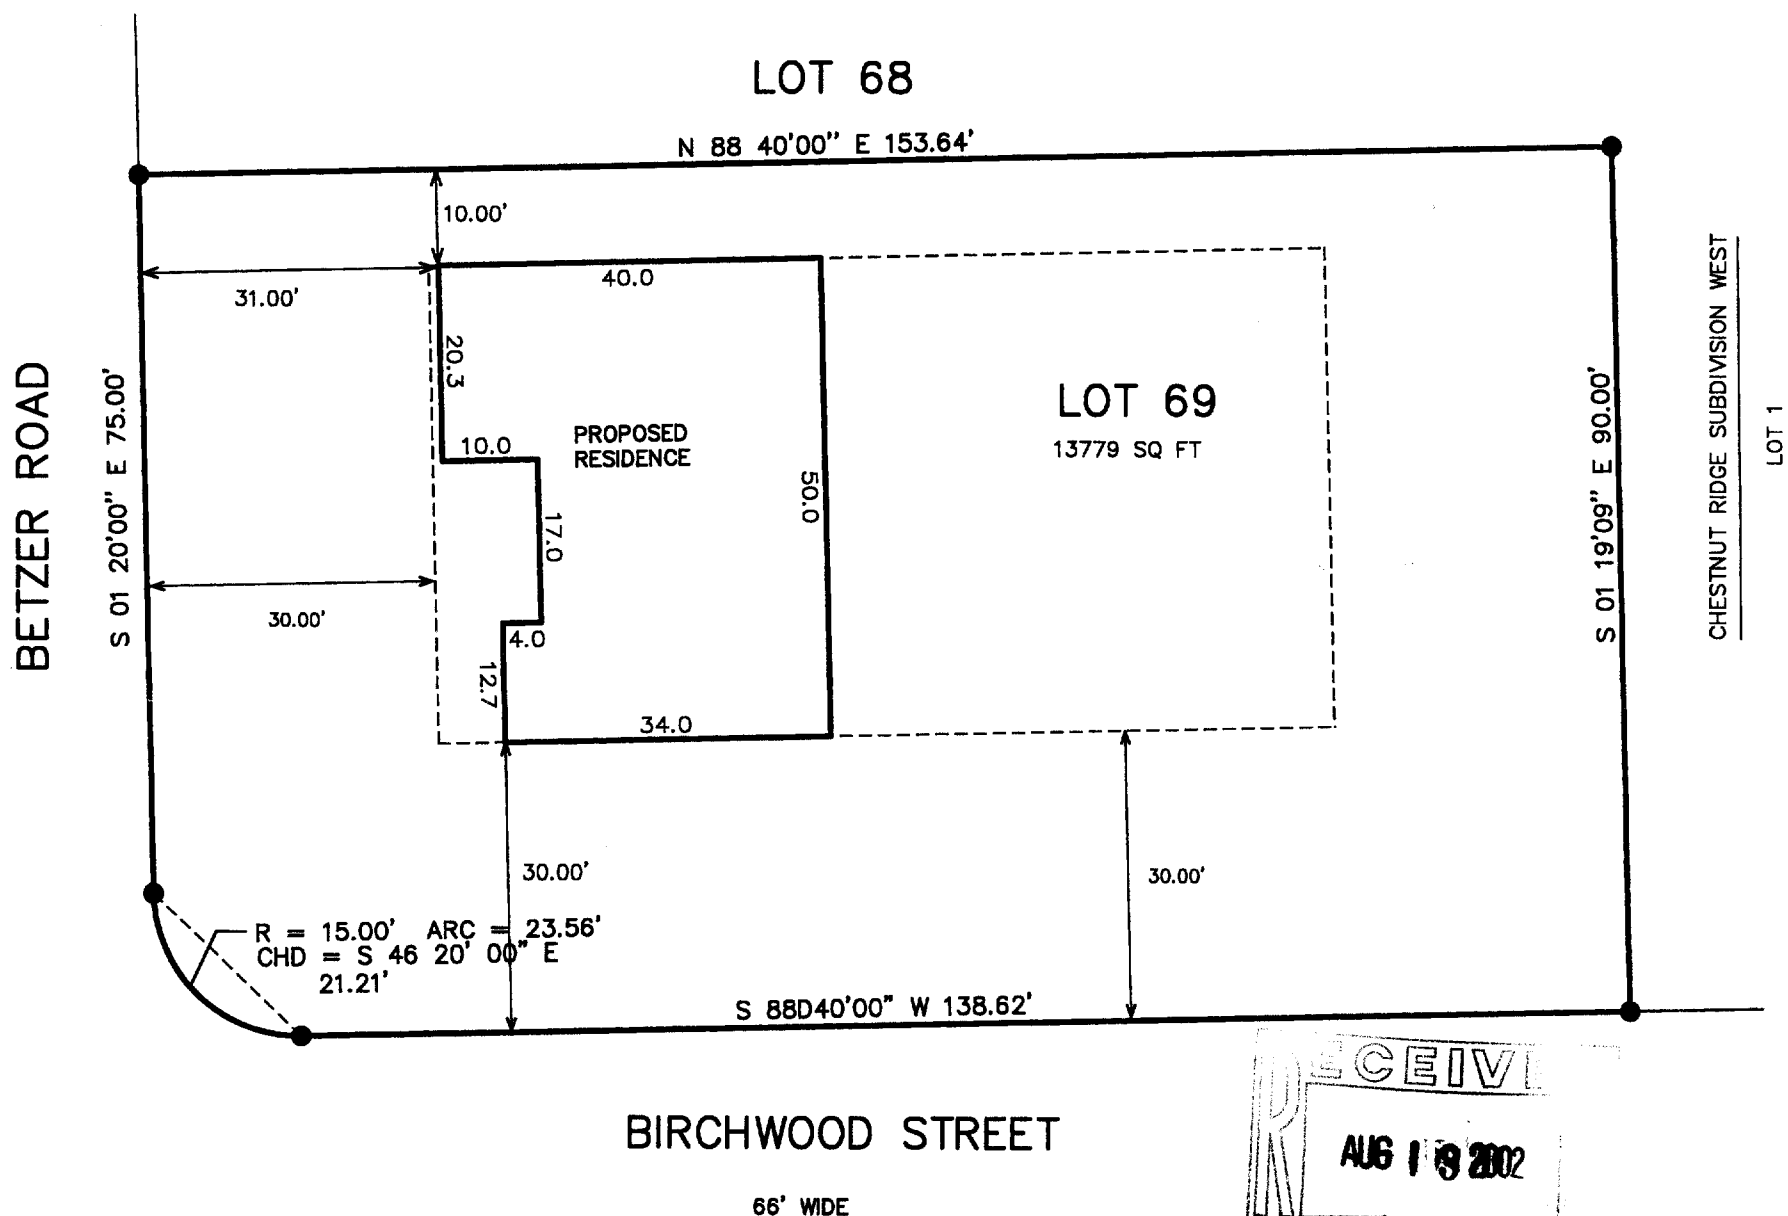 LOT 68
N 88 40'00" E 153.64'
10.00'
31.00'
40.0
20.3
10.0
PROPOSED
RESIDENCE
17.0
50.0
4.0
12.7
34.0
30.00'
LOT 69
13779 SQ FT
BETZER ROAD
S 01 20'00" E 75.00'
S 01 19'09" E 90.00'
CHESTNUT RIDGE SUBDIVISION WEST
LOT 1
30.00'
30.00'
R = 15.00' ARC = 23.56'
CHD = S 46 20' 00" E
21.21'
S 88D40'00" W 138.62'
BIRCHWOOD STREET
66' WIDE
RECEIVE
AUG 19 2002